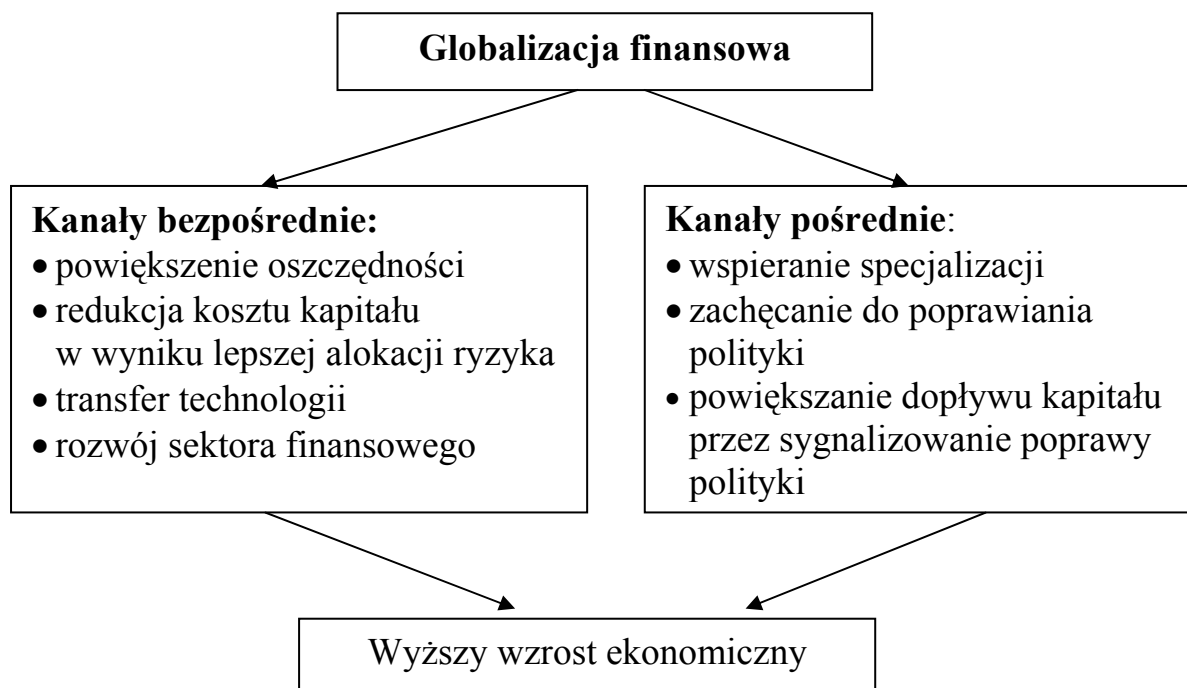 Globalizacja finansowa
Kanały bezpośrednie:
• powiększenie oszczędności
• redukcja kosztu kapitału
w wyniku lepszej alokacji ryzyka
• transfer technologii
• rozwój sektora finansowego
Kanały pośrednie:
• wspieranie specjalizacji
• zachęcanie do poprawiania
polityki
• powiększanie dopływu kapitału
przez sygnalizowanie poprawy
polityki
Wyższy wzrost ekonomiczny